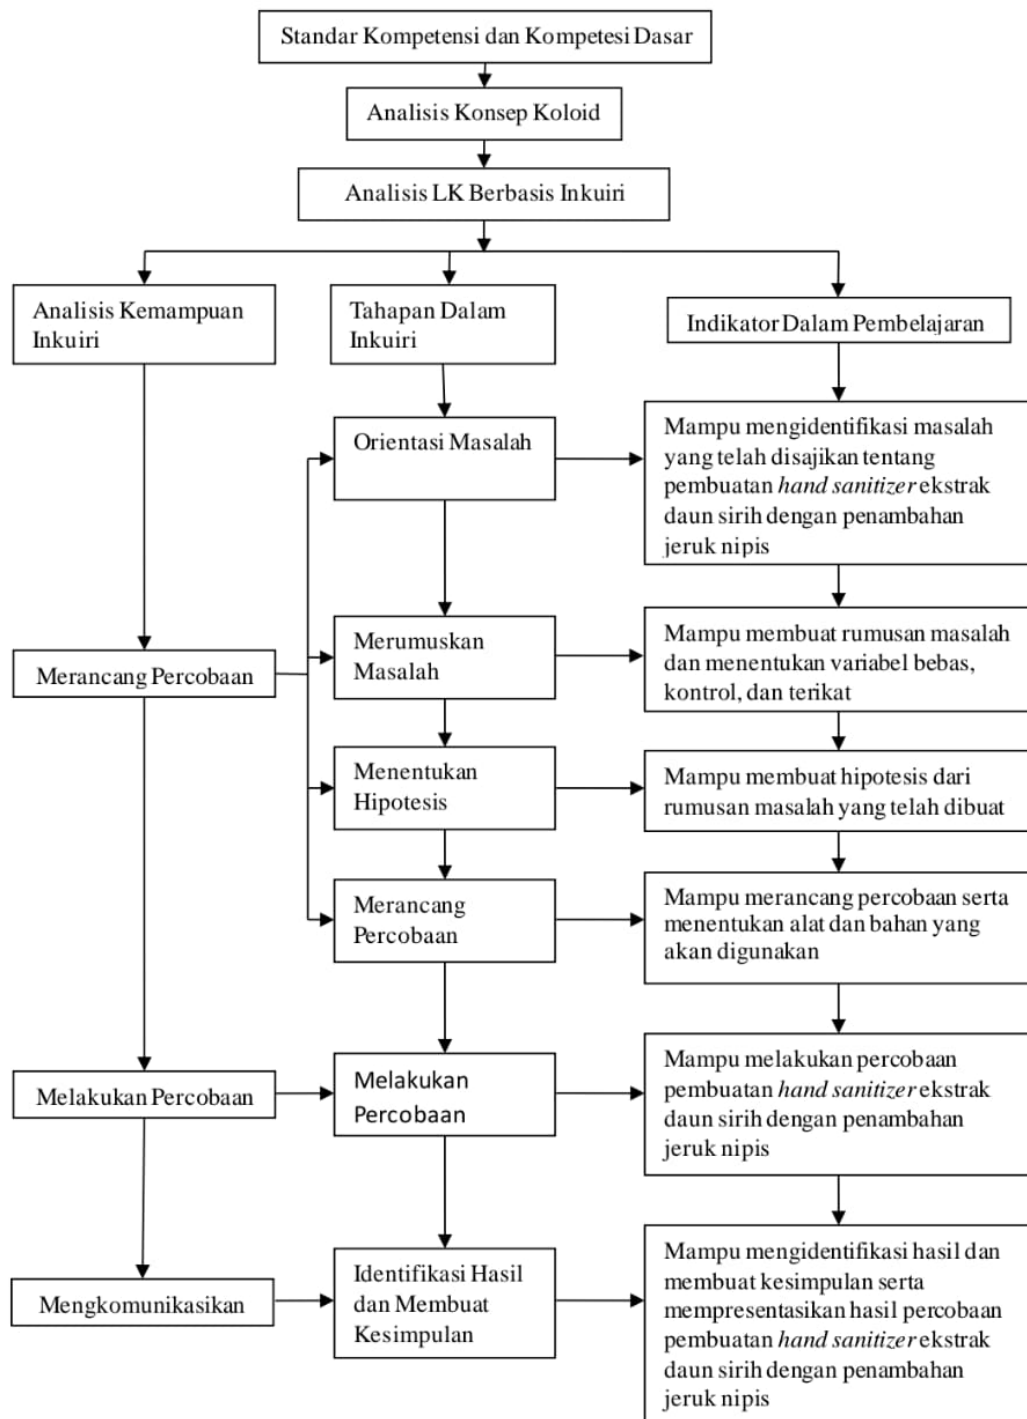 Standar Kompetensi dan Kompetesi Dasar
Analisis Konsep Koloid
Analisis LK Berbasis Inkuiri
Analisis Kemampuan
Inkuiri
Tahapan Dalam
Inkuiri
Indikator Dalam Pembelajaran
Orientasi Masalah
Mampu mengidentifikasi masalah
yang telah disajikan tentang
pembuatan hand sanitizer ekstrak
daun sirih dengan penambahan
jeruk nipis
Merancang Percobaan
Merumuskan
Masalah
Mampu membuat rumusan masalah
dan menentukan variabel bebas,
kontrol, dan terikat
Menentukan
Hipotesis
Mampu membuat hipotesis dari
rumusan masalah yang telah dibuat
Merancang
Percobaan
Mampu merancang percobaan serta
menentukan alat dan bahan yang
akan digunakan
Melakukan Percobaan
Melakukan
Percobaan
Mampu melakukan percobaan
pembuatan hand sanitizer ekstrak
daun sirih dengan penambahan
jeruk nipis
Mengkomunikasikan
Identifikasi Hasil
dan Membuat
Kesimpulan
Mampu mengidentifikasi hasil dan
membuat kesimpulan serta
mempresentasikan hasil percobaan
pembuatan hand sanitizer ekstrak
daun sirih dengan penambahan
jeruk nipis